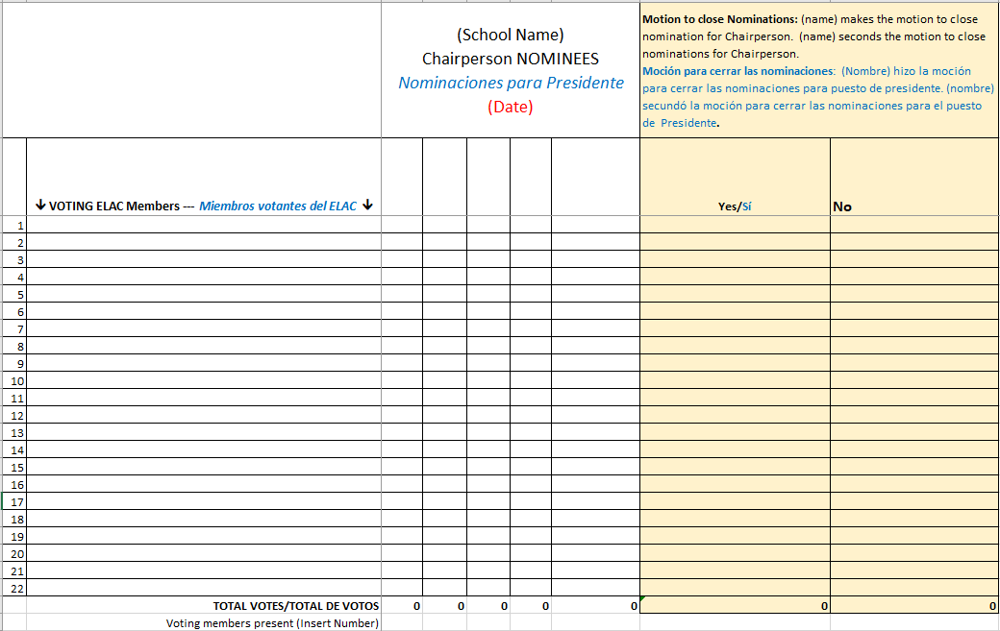 (School Name)
Chairperson NOMINEES
Nominaciones para Presidente
(Date)
Motion to close Nominations: (name) makes the motion to close
nomination for Chairperson. (name) seconds the motion to close
nominations for Chairperson.
Moción para cerrar las nominaciones: (Nombre) hizo la moción
para cerrar las nominaciones para puesto de presidente. (nombre)
secundó la moción para cerrar las nominaciones para el puesto
de Presidente.
↓ VOTING ELAC Members --- Miembros votantes del ELAC ↓
Yes/Sí
No
1
2
3
4
5
6
7
8
9
10
11
12
13
14
15
16
17
18
19
20
21
22
TOTAL VOTES/TOTAL DE VOTOS 0 0 0 0 0 0 0
Voting members present (Insert Number)